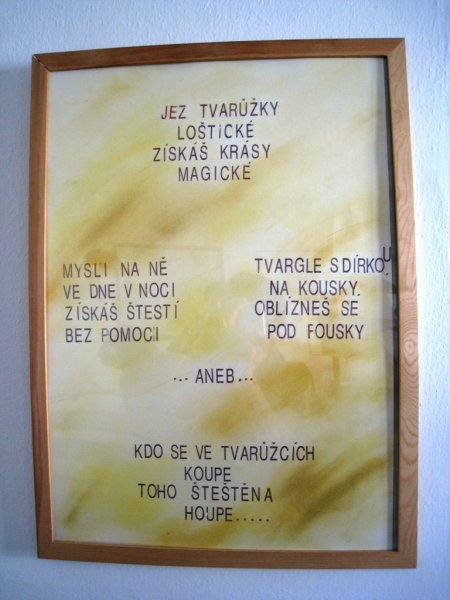 JEZ TVARŮŽKY
LOŠTICKÉ
ZÍSKÁŠ KRÁSY
MAGICKÉ
MYSLI NA NĚ
VE DNE V NOCI
ZÍSKÁŠ ŠTESTÍ
BEZ POMOCI
TVARGLE S DÍRKOU.
NA KOUSKY.
OBLÍZNEŠ SE
POD FOUSKY
... ANEB...
KDO SE VE TVARŮŽCÍCH
KOUPE
TOHO ŠTEŠTĚNA
HOUPE.....